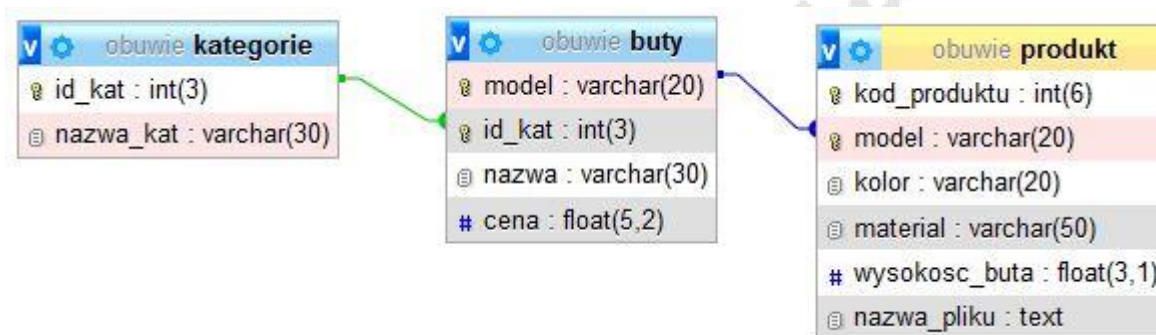 obuwie kategorie
id_kat : int(3)
nazwa_kat : varchar(30)
obuwie buty
model : varchar(20)
id_kat : int(3)
nazwa : varchar(30)
# cena : float(5,2)
obuwie produkt
kod_produktu : int(6)
model : varchar(20)
kolor : varchar(20)
material : varchar(50)
# wysokosc_buta : float(3,1)
nazwa_pliku : text